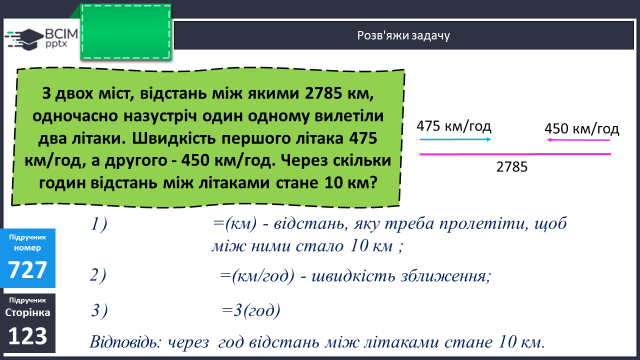 ВСІМ
pptx
Розв'яжи задачу
З двох міст, відстань між якими 2785 км,
одночасно назустріч один одному вилетіли
два літаки. Швидкість першого літака 475
км/год, а другого - 450 км/год. Через скільки
годин відстань між літаками стане 10 км?
475 км/год
450 км/год
2785
1) =(км) - відстань, яку треба пролетіти, щоб
між ними стало 10 км ;
2) =(км/год) - швидкість зближення;
3) =3(год)
Відповідь: через год відстань між літаками стане 10 км.
Підручник
номер
727
Підручник
Сторінка
123